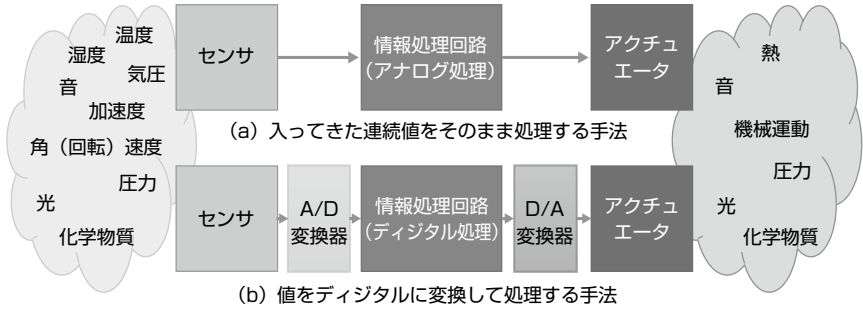 温度
湿度
気圧
音
加速度
角（回転）速度
圧力
光
化学物質
センサ
情報処理回路
（アナログ処理）
アクチュ
エータ
（a）入ってきた連続値をそのまま処理する手法
センサ
A/D
変換器
情報処理回路
（ディジタル処理）
D/A
変換器
アクチュ
エータ
（b）値をディジタルに変換して処理する手法
熱
音
機械運動
圧力
光
化学物質